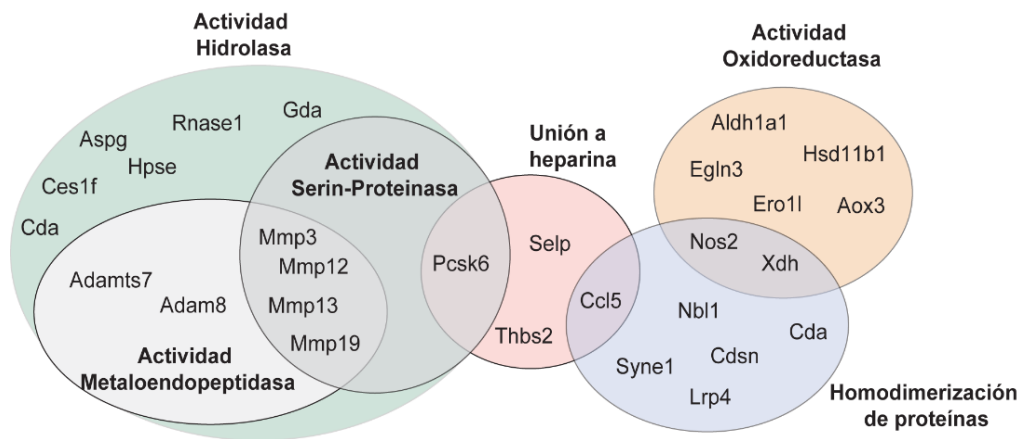 Actividad
Hidrolasa
Actividad
Oxidoreductasa
Rnase1
Gda
Aspg
Hpse
Ces1f
Cda
Actividad
Serin-Proteinasa
Unión a
heparina
Aldh1a1
Hsd11b1
Egln3
Ero1l
Aox3
Mmp3
Mmp12
Mmp13
Mmp19
Adamts7
Adam8
Actividad
Metaloendopeptidasa
Pcsk6
Selp
Thbs2
Ccl5
Nos2
Xdh
Nbl1
Cda
Syne1
Cdsn
Lrp4
Homodimerización
de proteínas